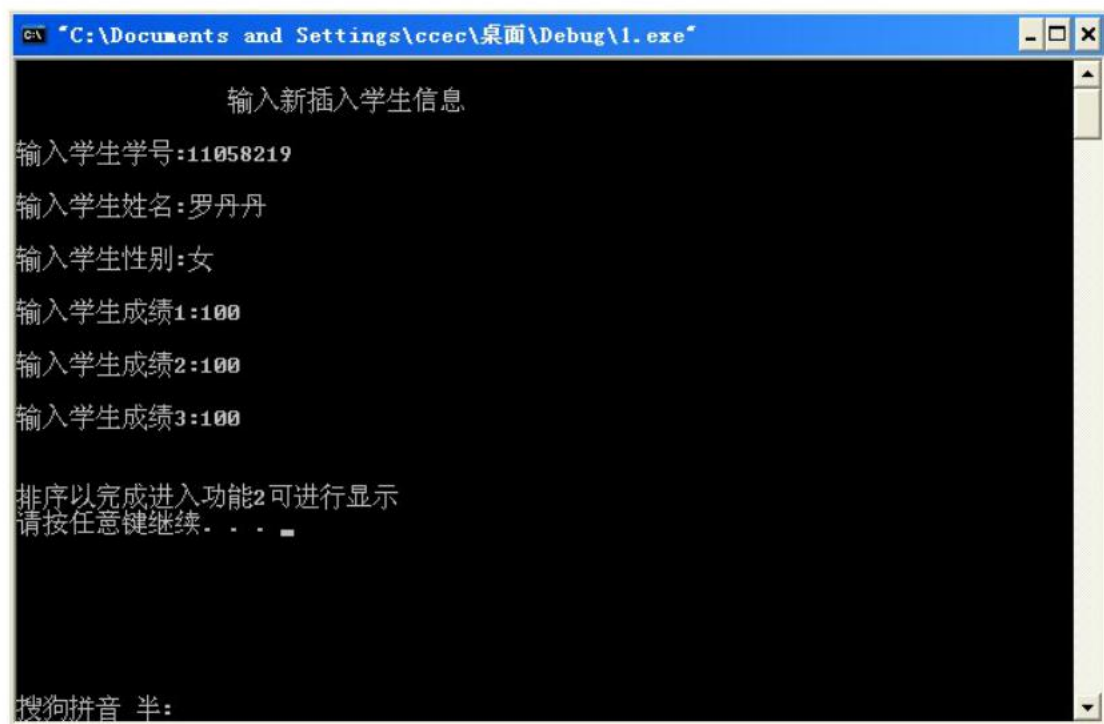 "C:\Documents and Settings\ccec\桌面\Debug\1.exe"
输入新插入学生信息
输入学生学号:11058219
输入学生姓名:罗丹丹
输入学生性别:女
输入学生成绩1:100
输入学生成绩2:100
输入学生成绩3:100
排序以完成进入功能2可进行显示
请按任意键继续. . .
搜狗拼音 半: